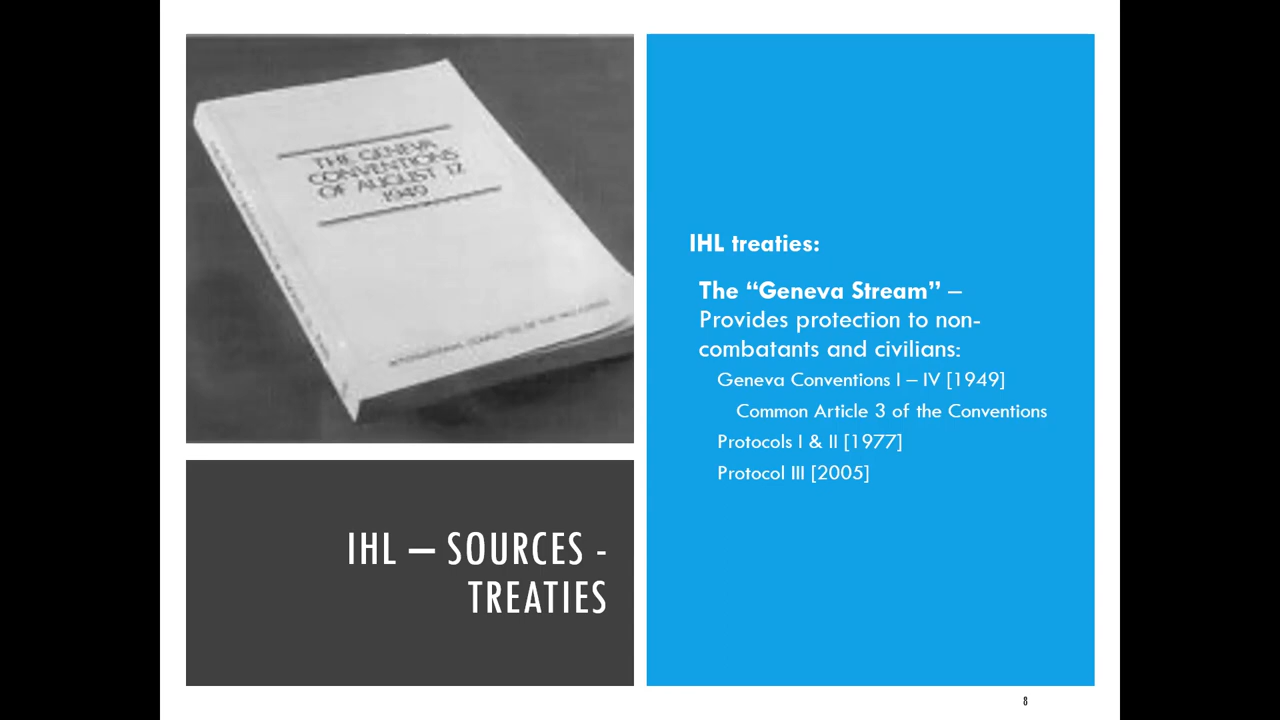 THE GENEVA
CONVENTIONS
OF AUGUST 12
1949
INTERNATIONAL COMMITTEE OF THE RED CROSS
IHL – SOURCES -
TREATIES
IHL treaties:
The “Geneva Stream” –
Provides protection to non-
combatants and civilians:
Geneva Conventions I – IV [1949]
Common Article 3 of the Conventions
Protocols I & II [1977]
Protocol III [2005]
8